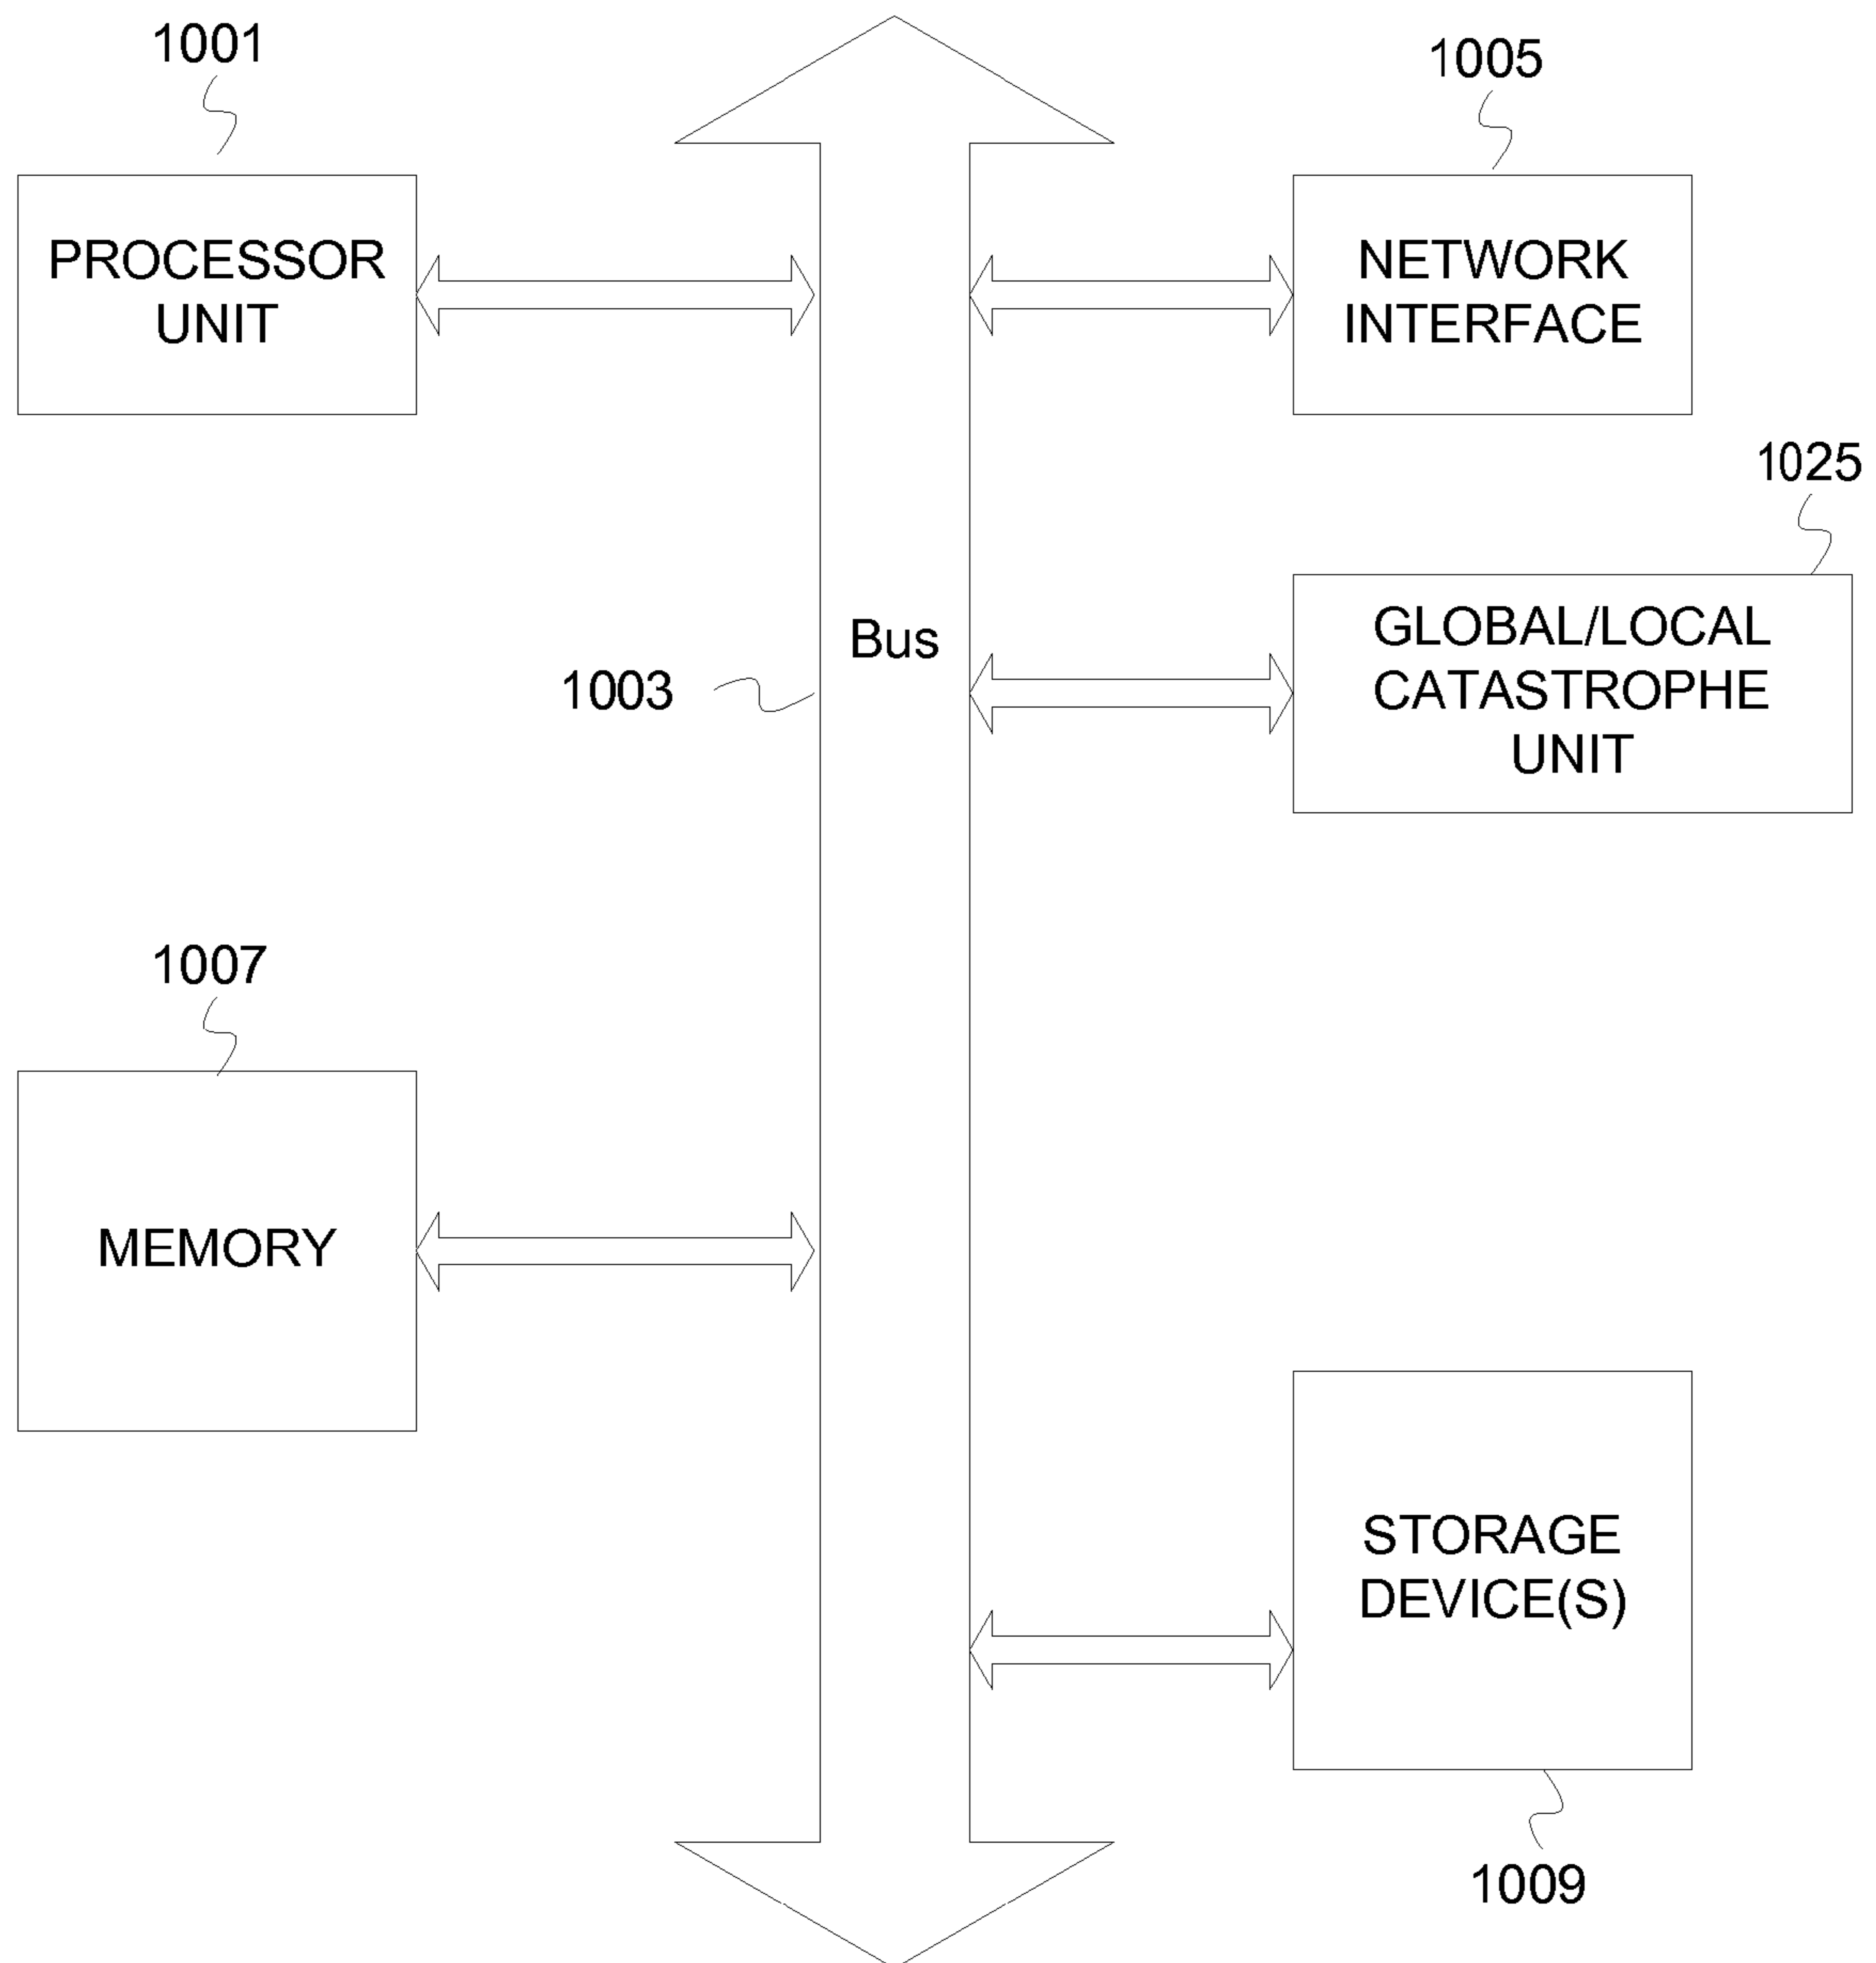 1001
1005
PROCESSOR
UNIT
NETWORK
INTERFACE
1025
Bus
1003
GLOBAL/LOCAL
CATASTROPHE
UNIT
1007
MEMORY
STORAGE
DEVICE(S)
1009